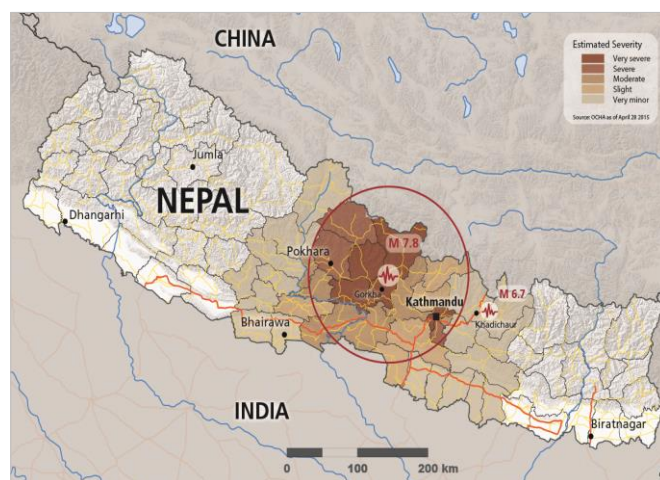 CHINA
Estimated Severity
Very severe
Severe
Moderate
Slight
Very minor
Source: OCHA as of April 28 2015
Jumla
NEPAL
Dhangarhi
M 7.8
Pokhara
Gorkha
M 6.7
Kathmandu
Khadichaur
Bhairawa
INDIA
Biratnagar
0 100 200 km